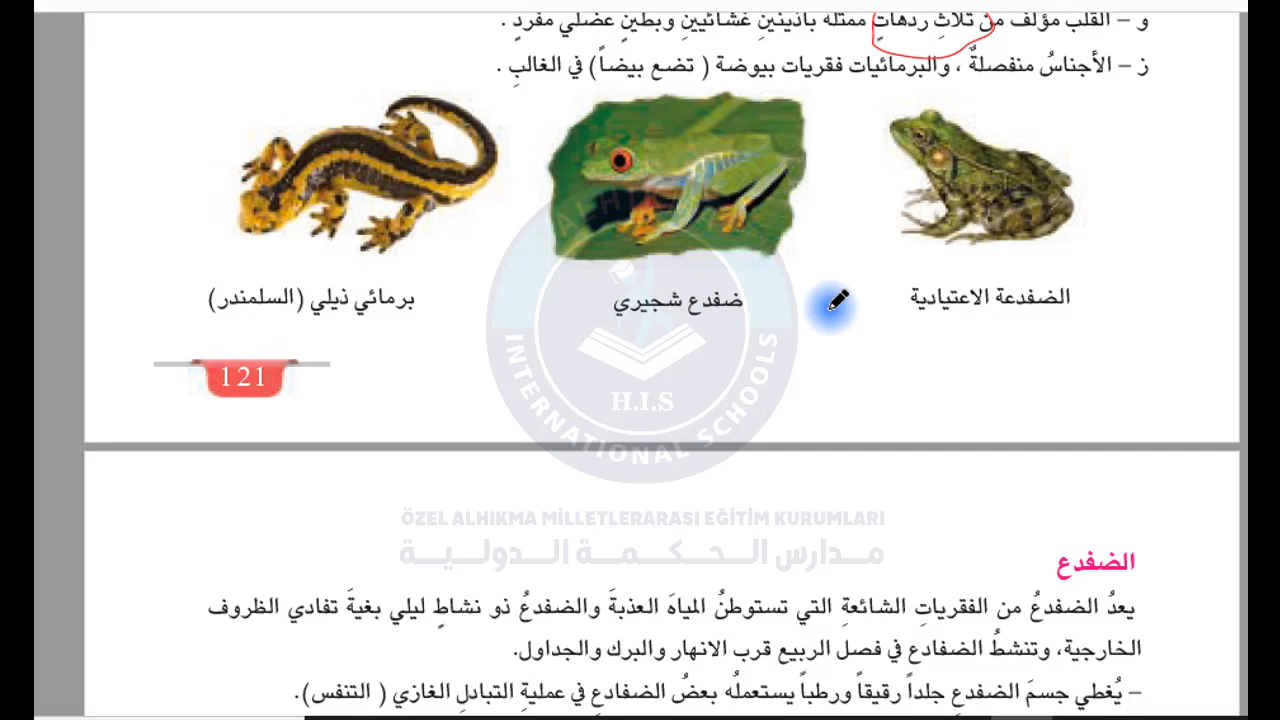 و – القلب مؤلف من ثلاثِ ردهاتٍ ممثلة بأذينينِ غشائيينِ وبطينٍ عضلي مفردٍ .
ز – الأجناسُ منفصلةٌ ، والبرمائيات فقريات بيوضة ( تضع بيضاً) في الغالبِ .
الضفدعة الاعتيادية
ضفدع شجيري
برمائي ذيلي (السلمندر)
121
ALHI
INTERNATIONAL SCHOOLS
H.I.S
ÖZEL ALHIKMA MİLLETLERARASI EĞİTİM KURUMLARI
مدارس الحكمة الدولية
الضفدع
يعدُ الضفدعُ من الفقرياتِ الشائعةِ التي تستوطنُ المياهَ العذبةَ والضفدعُ ذو نشاطٍ ليلي بغيةَ تفادي الظروف
الخارجية، وتنشطُ الضفادع في فصل الربيع قرب الانهار والبرك والجداول.
– يُغطي جسمَ الضفدعِ جلداً رقيقاً ورطباً يستعملُه بعضُ الضفادعِ في عمليةِ التبادلِ الغازي ( التنفس).